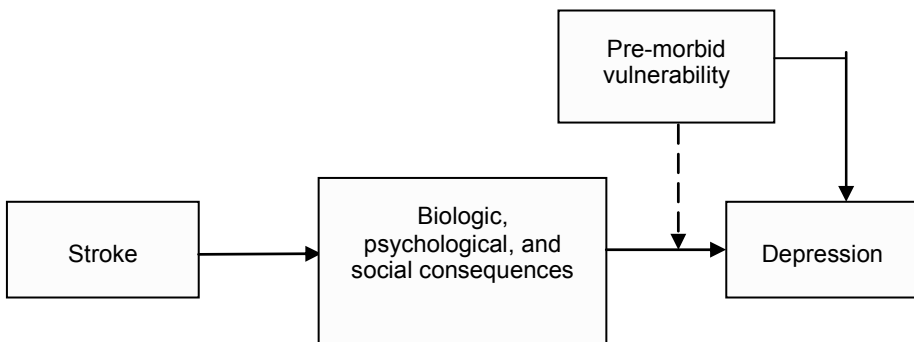 Pre-morbid
vulnerability
Stroke
Biologic,
psychological, and
social consequences
Depression